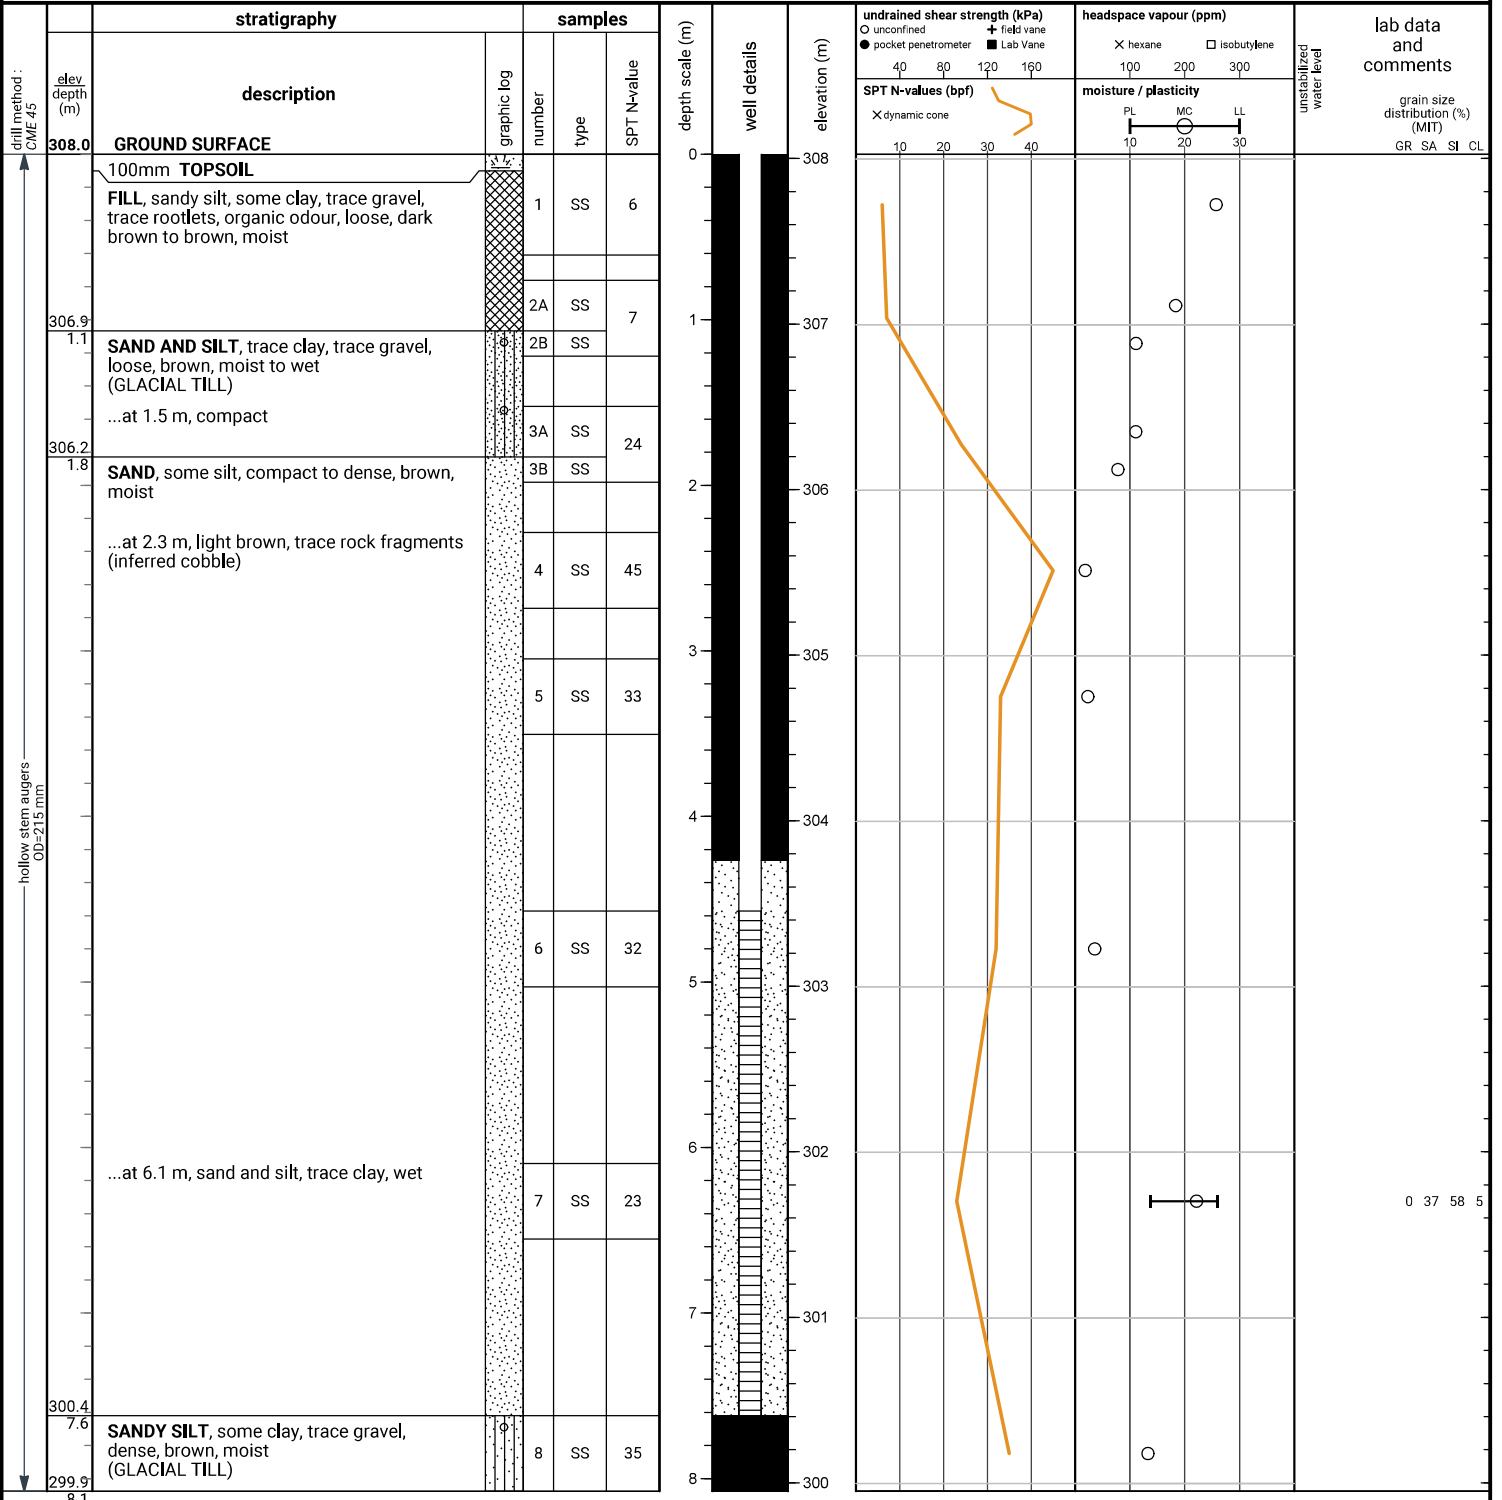 stratigraphy
samples
drill method :
CME 45
elev
depth
(m)
description
graphic log
number
type
SPT N-value
depth scale (m)
well details
elevation (m)
undrained shear strength (kPa)
unconfined
field vane
pocket penetrometer
Lab Vane
40 80 120 160
SPT N-values (bpf)
dynamic cone
10 20 30 40
headspace vapour (ppm)
hexane
isobutylene
100 200 300
moisture / plasticity
PL MC LL
10 20 30
unstabilized
water level
lab data
and
comments
grain size
distribution (%)
(MIT)
GR SA SI CL
308.0 GROUND SURFACE
100mm TOPSOIL
FILL, sandy silt, some clay, trace gravel,
trace rootlets, organic odour, loose, dark
brown to brown, moist
306.9
1.1
SAND AND SILT, trace clay, trace gravel,
loose, brown, moist to wet
(GLACIAL TILL)
...at 1.5 m, compact
306.2
1.8
SAND, some silt, compact to dense, brown,
moist
...at 2.3 m, light brown, trace rock fragments
(inferred cobble)
...at 6.1 m, sand and silt, trace clay, wet
300.4
7.6
SANDY SILT, some clay, trace gravel,
dense, brown, moist
(GLACIAL TILL)
299.9
8.1
hollow stem augers
OD=215 mm
1 SS 6
2A SS
7
2B SS
3A SS
24
3B SS
4 SS 45
5 SS 33
6 SS 32
7 SS 23
8 SS 35
0
1
2
3
4
5
6
7
8
308
307
306
305
304
303
302
301
300
0 37 58 5